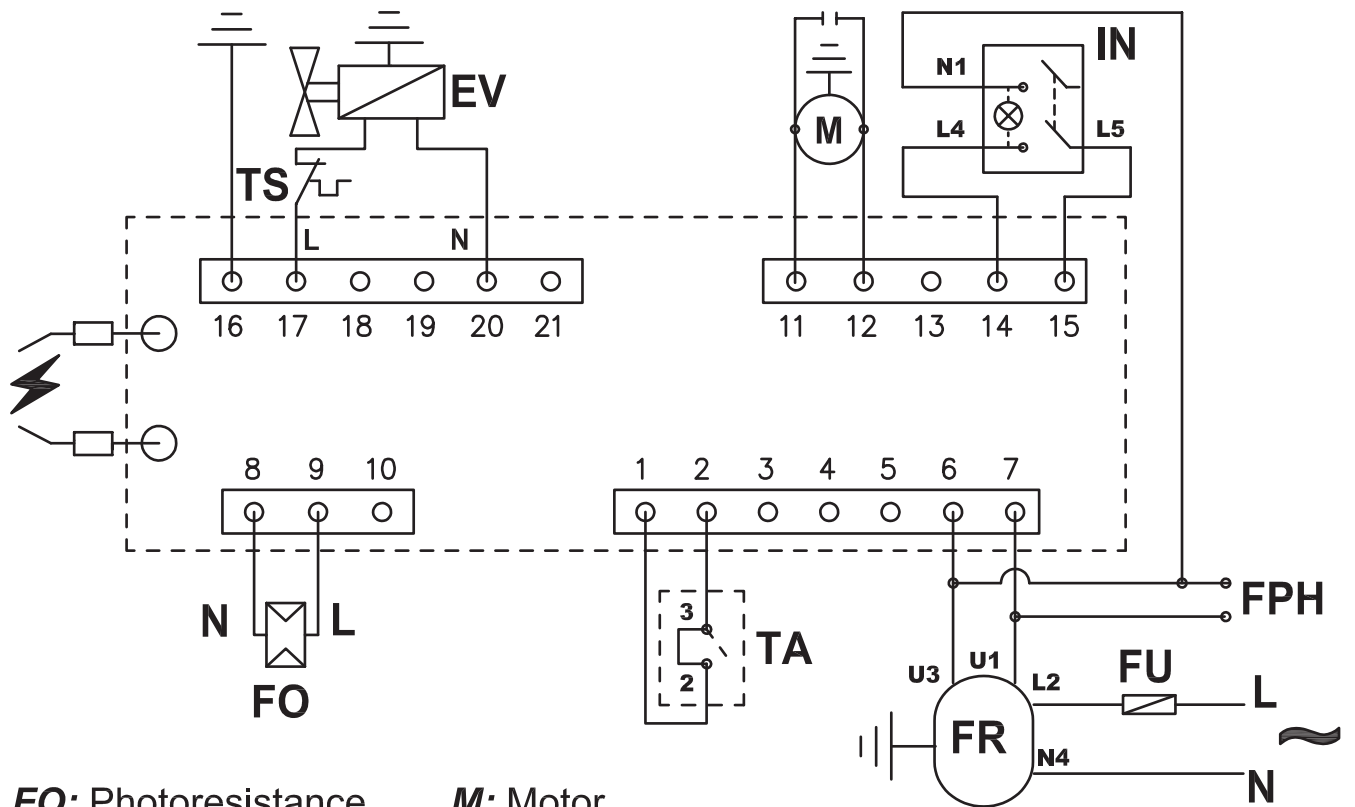 IN
N1
EV
M
L4 L5
TS
L N
16 17 18 19 20 21
11 12 13 14 15
8 9 10
1 2 3 4 5 6 7
3
N L
TA
FPH
2
U3 U1 L2
FU
L
FO
FR
N4
N
FO: Photoresistance M: Motor